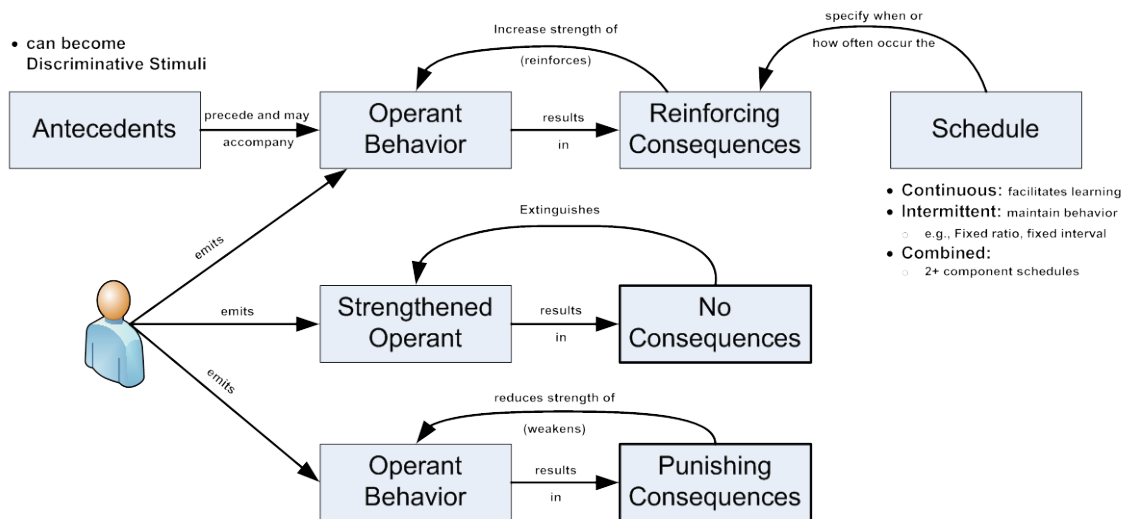 • can become
Discriminative Stimuli
Antecedents
precede and may
accompany
Operant
Behavior
Increase strength of
(reinforces)
results
in
Reinforcing
Consequences
specify when or
how often occur the
Schedule
• Continuous: facilitates learning
• Intermittent: maintain behavior
○ e.g., Fixed ratio, fixed interval
• Combined:
○ 2+ component schedules
emits
emits
emits
Extinguishes
Strengthened
Operant
results
in
No
Consequences
reduces strength of
(weakens)
Operant
Behavior
results
in
Punishing
Consequences